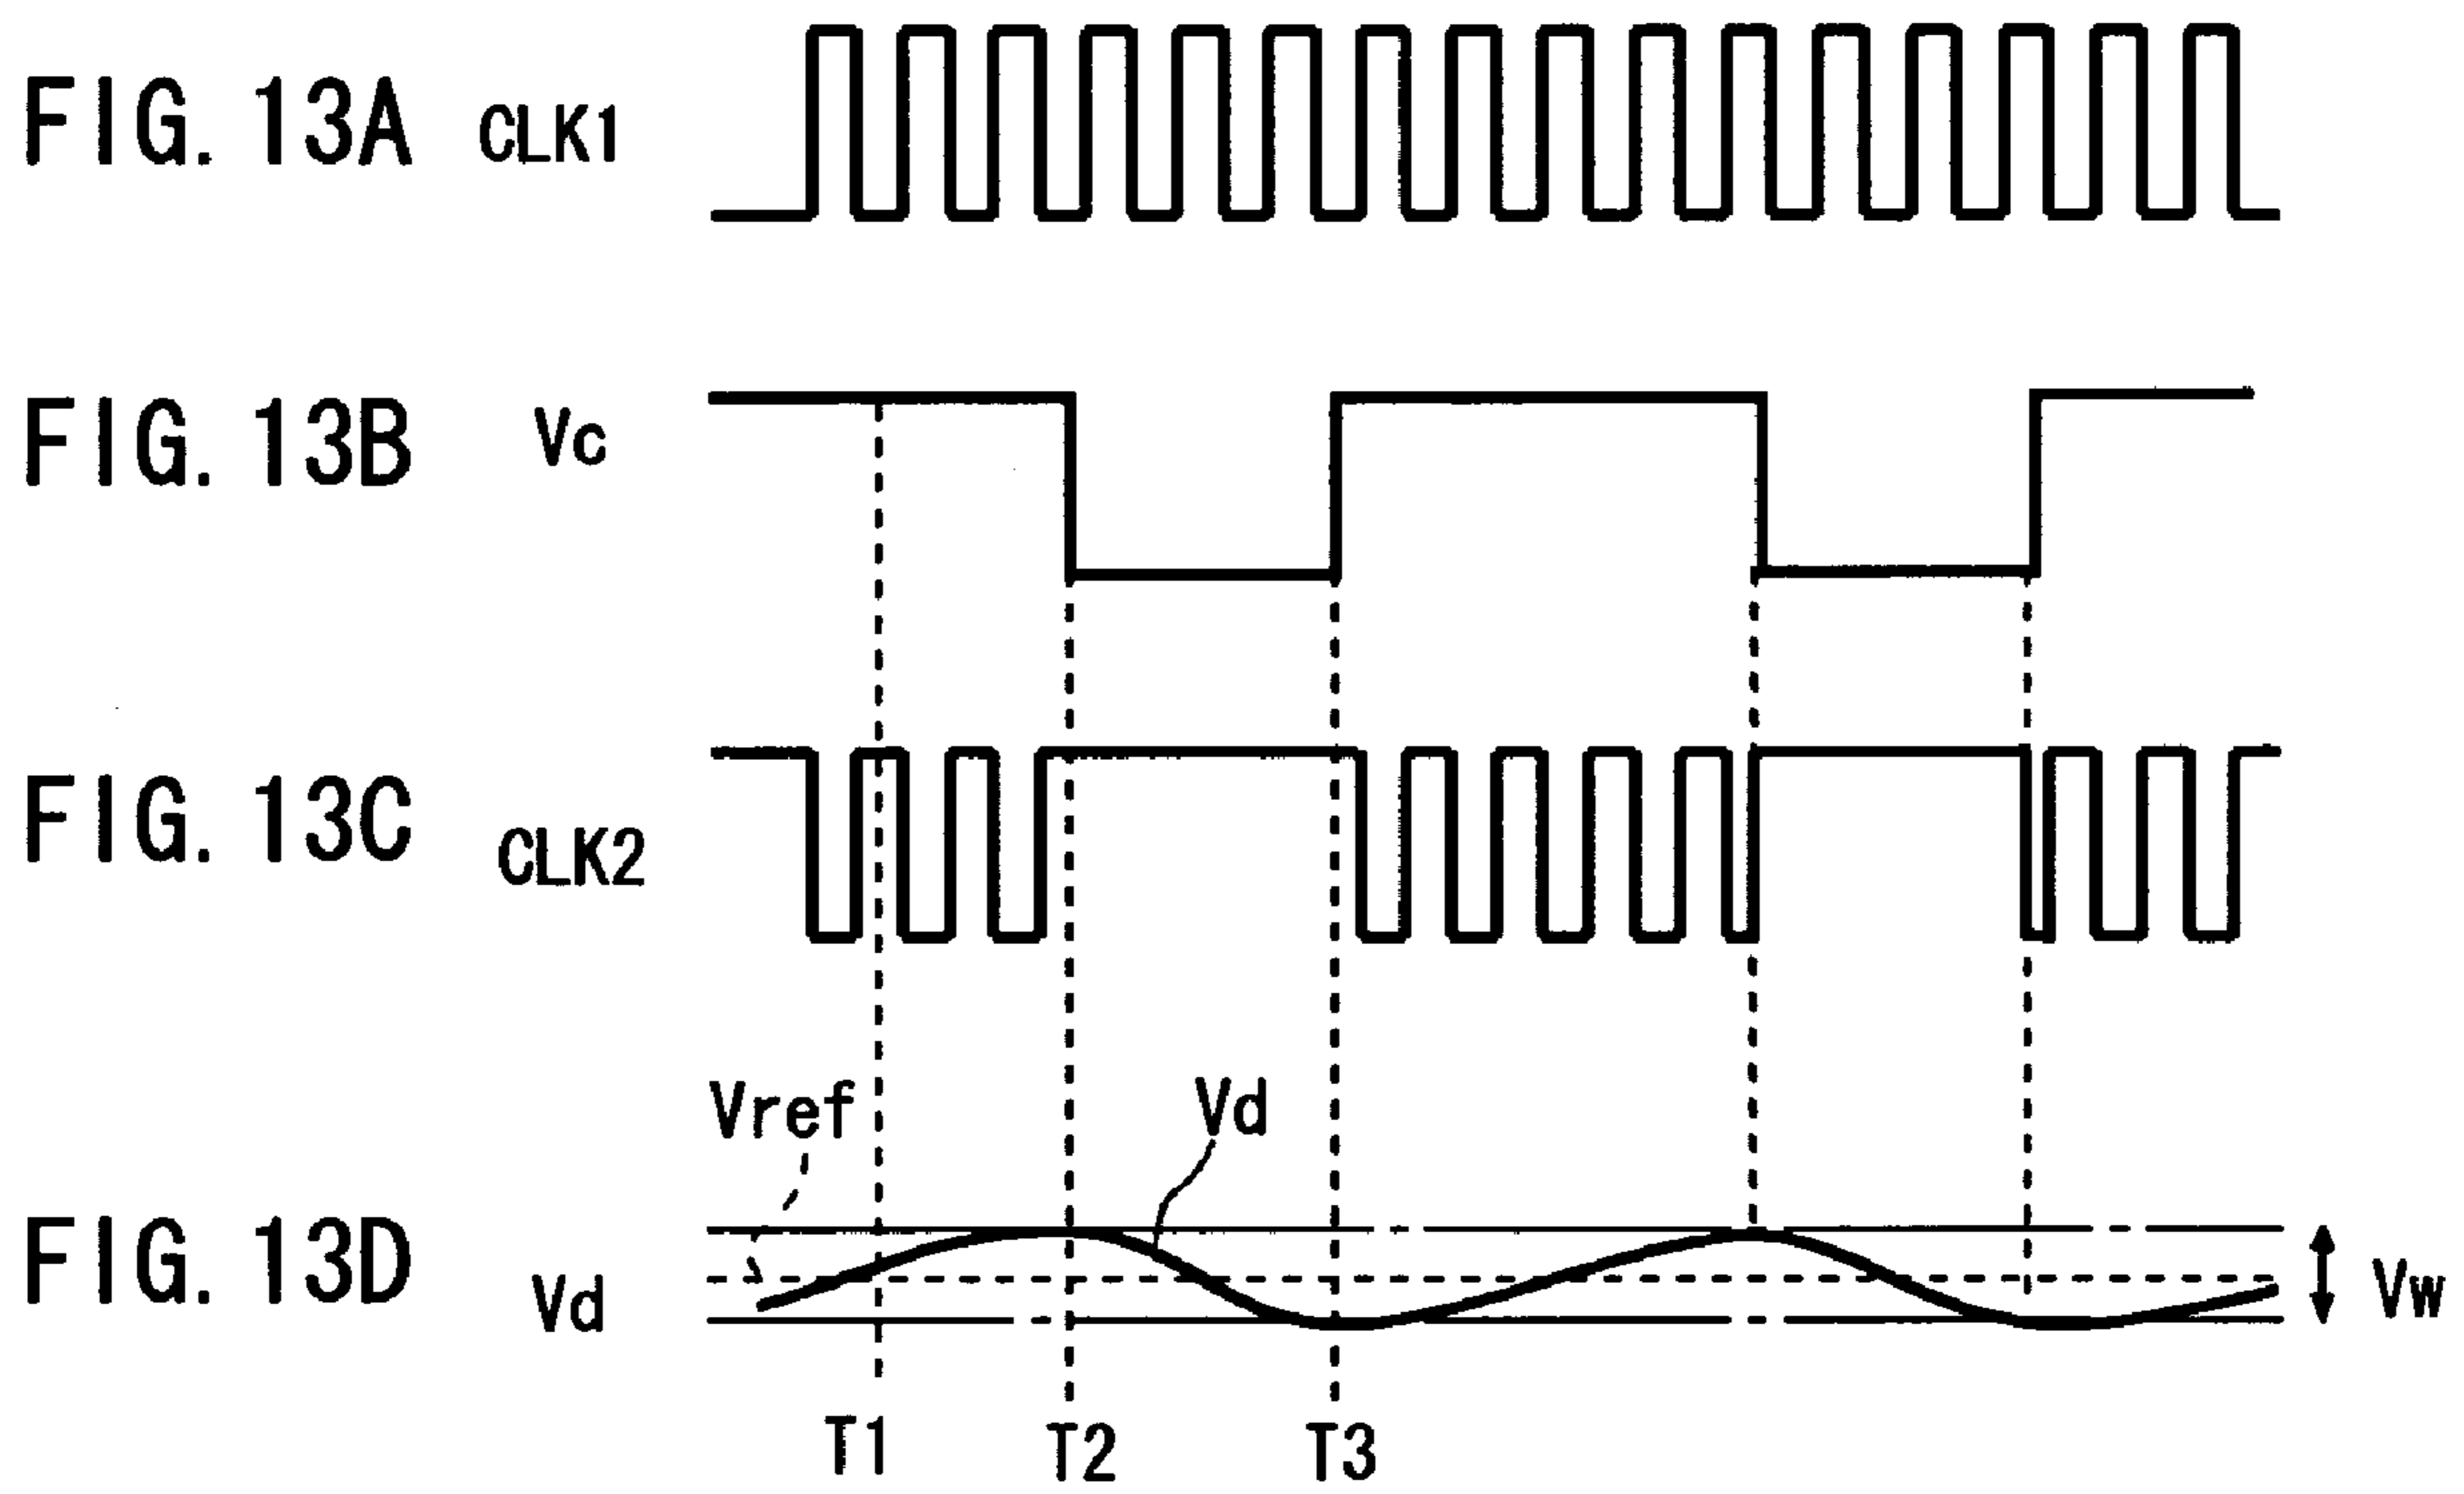 FIG. 13A CLK1
FIG. 13B Vc
FIG. 13C CLK2
Vref Vd
FIG. 13D Vd Vw
T1 T2 T3